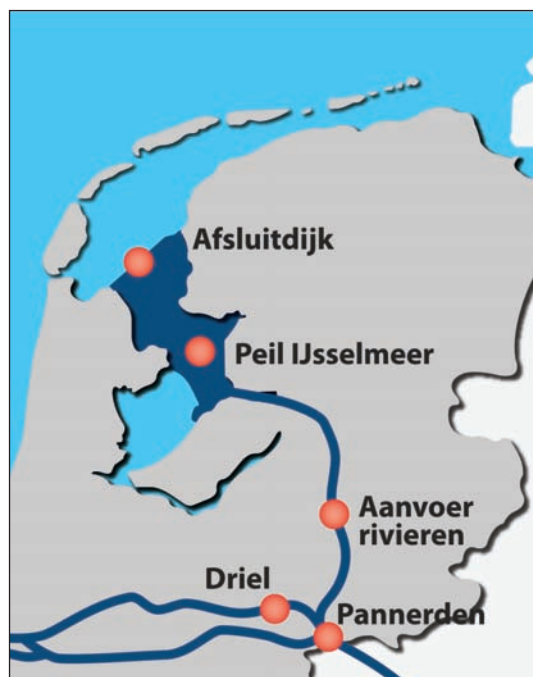 Afsluitdijk
Peil IJsselmeer
Aanvoer
rivieren
Driel
Pannerden